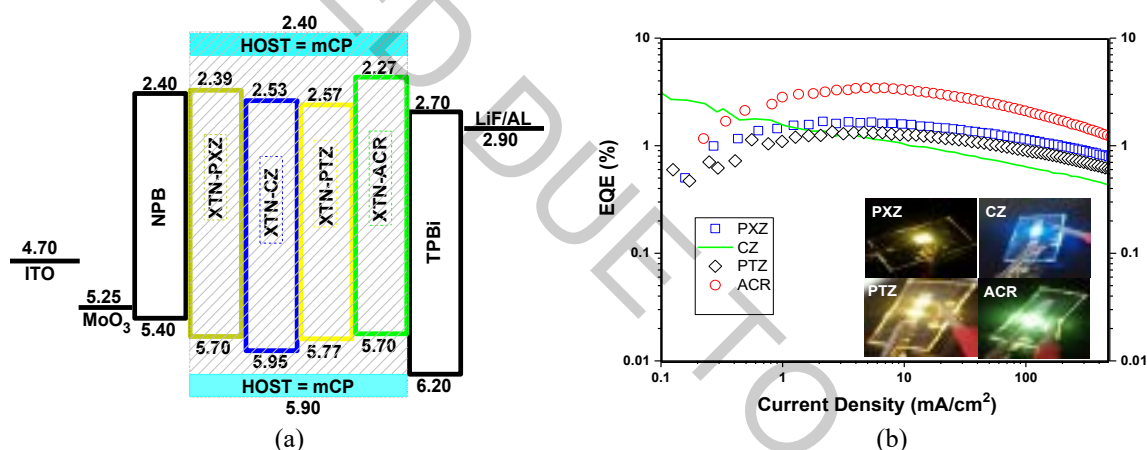 2.40
HOST = mCP
2.40
2.39
2.53
2.57
2.27
2.70
LiF/AL
2.90
NPB
XTN-PXZ
XTN-CZ
XTN-PTZ
XTN-ACR
TPBi
4.70
ITO
5.25
MoO3
5.40
5.70
5.95
5.77
5.70
6.20
HOST = mCP
5.90
(a)
10
1
0.1
0.01
EQE (%)
10
1
0.1
0.01
PXZ
CZ
PTZ
ACR
PXZ
CZ
PTZ
ACR
0.1
1
10
100
Current Density (mA/cm2)
(b)
D DUE TO